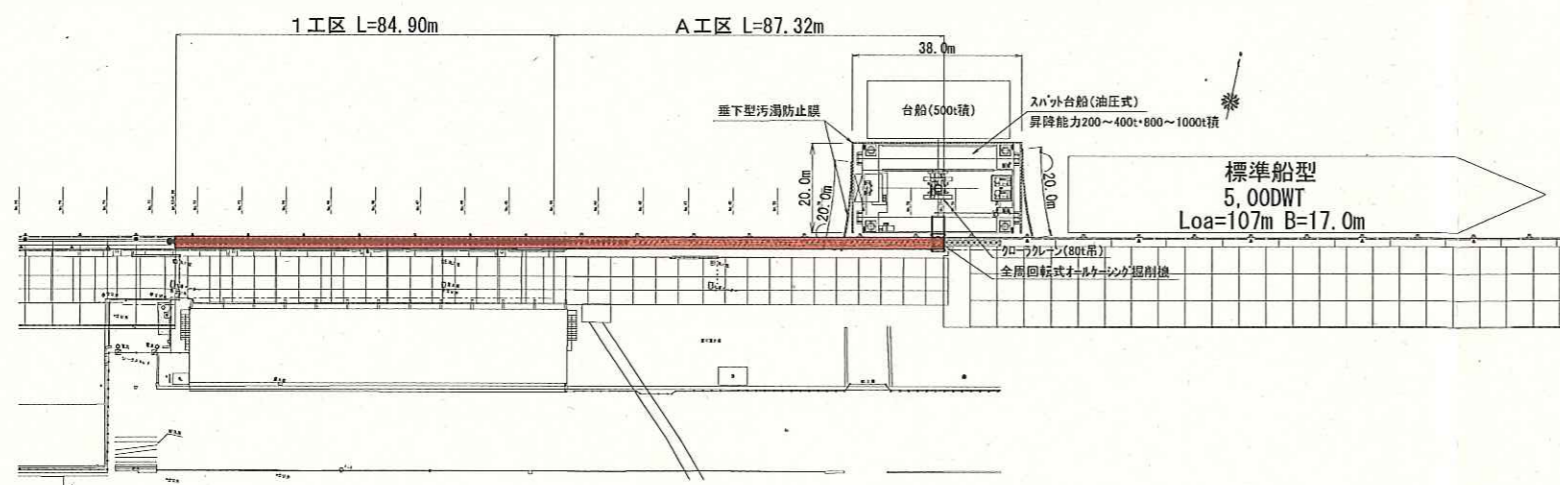 1工区 L=84.90m
A工区 L=87.32m
38.0m
垂下型汚濁防止膜
台船(500t積)
スパット台船(油圧式)
昇降能力200～400t・800～1000t積
20.0m
20.0m
20.0m
標準船型
5,00DWT
Loa=107m B=17.0m
クローラクレーン(80t吊)
全周回転式オールケーシング掘削機